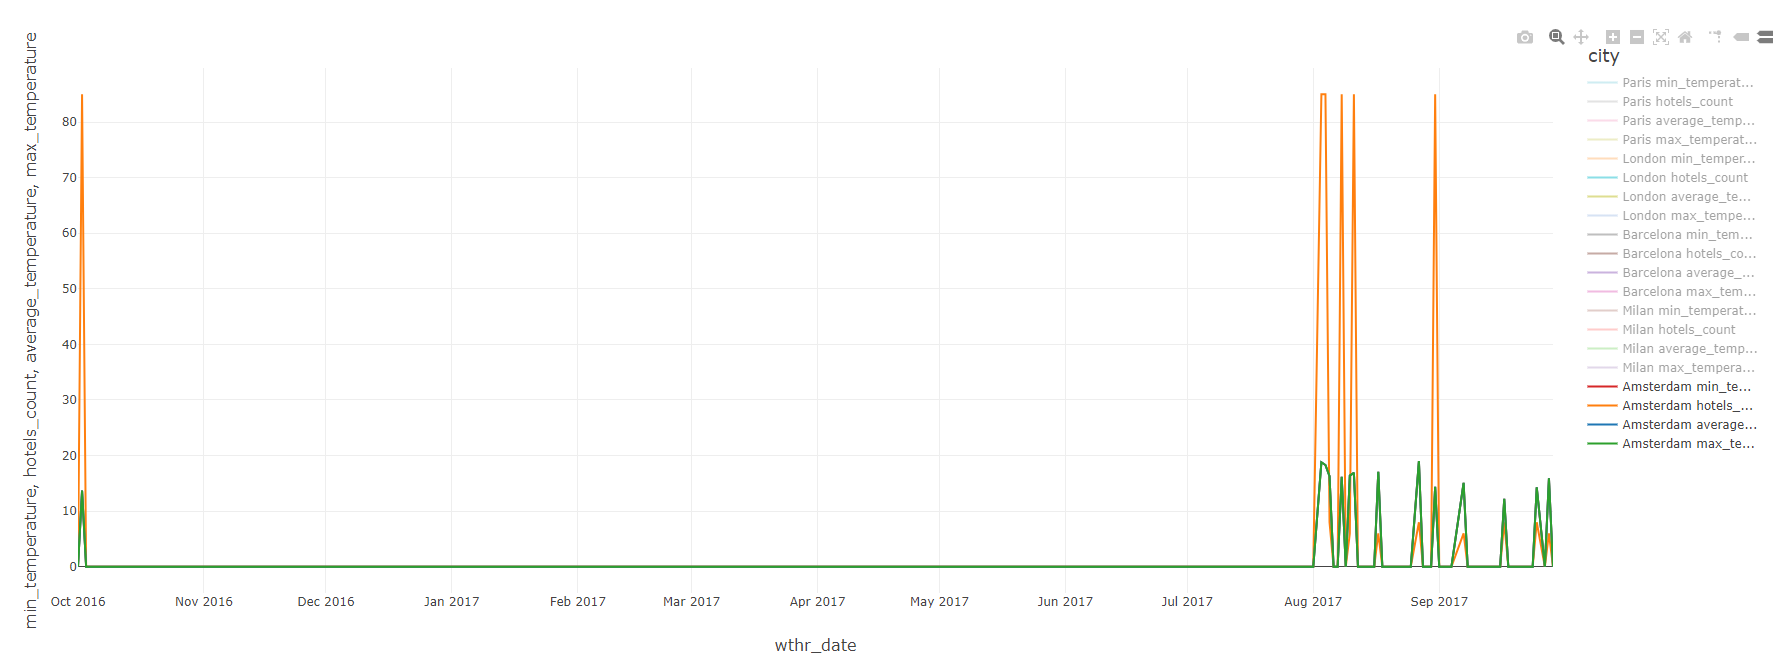 min_temperature, hotels_count, average_temperature, max_temperature
80
70
60
50
40
30
20
10
0
Oct 2016 Nov 2016 Dec 2016 Jan 2017 Feb 2017 Mar 2017 Apr 2017 May 2017 Jun 2017 Jul 2017 Aug 2017 Sep 2017
wthr_date
city
Paris min_temperat...
Paris hotels_count
Paris average_temp...
Paris max_temperat...
London min_temper...
London hotels_count
London average_te...
London max_tempe...
Barcelona min_tem...
Barcelona hotels_co...
Barcelona average_...
Barcelona max_tem...
Milan min_temperat...
Milan hotels_count
Milan average_temp...
Milan max_tempera...
Amsterdam min_te...
Amsterdam hotels_...
Amsterdam average...
Amsterdam max_te...